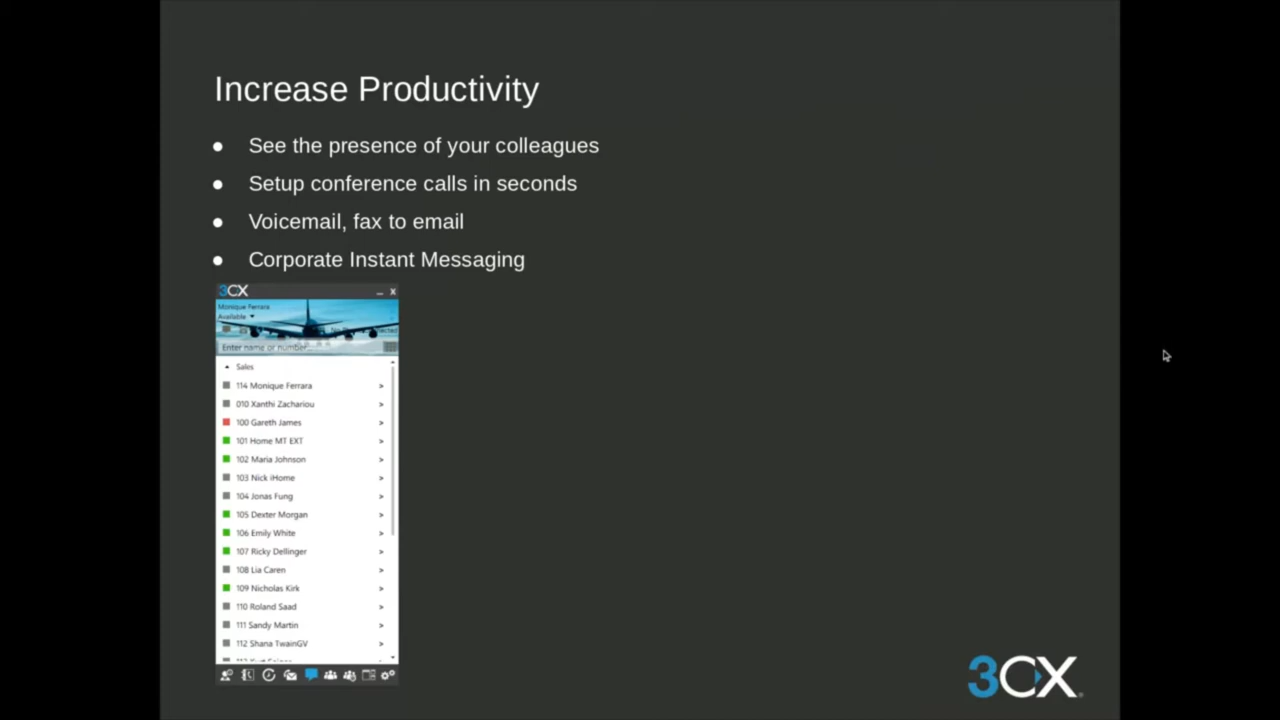 Increase Productivity
● See the presence of your colleagues
● Setup conference calls in seconds
● Voicemail, fax to email
● Corporate Instant Messaging
3CX
Monique Ferrara
Available
Enter name or number...
Sales
114 Monique Ferrara
010 Xanthi Zachariou
100 Gareth James
101 Home MT EXT
102 Maria Johnson
103 Nick iHome
104 Jonas Fung
105 Dexter Morgan
106 Emily White
107 Ricky Dellinger
108 Lia Caren
109 Nicholas Kirk
110 Roland Saad
111 Sandy Martin
112 Shana TwainGV
3CX